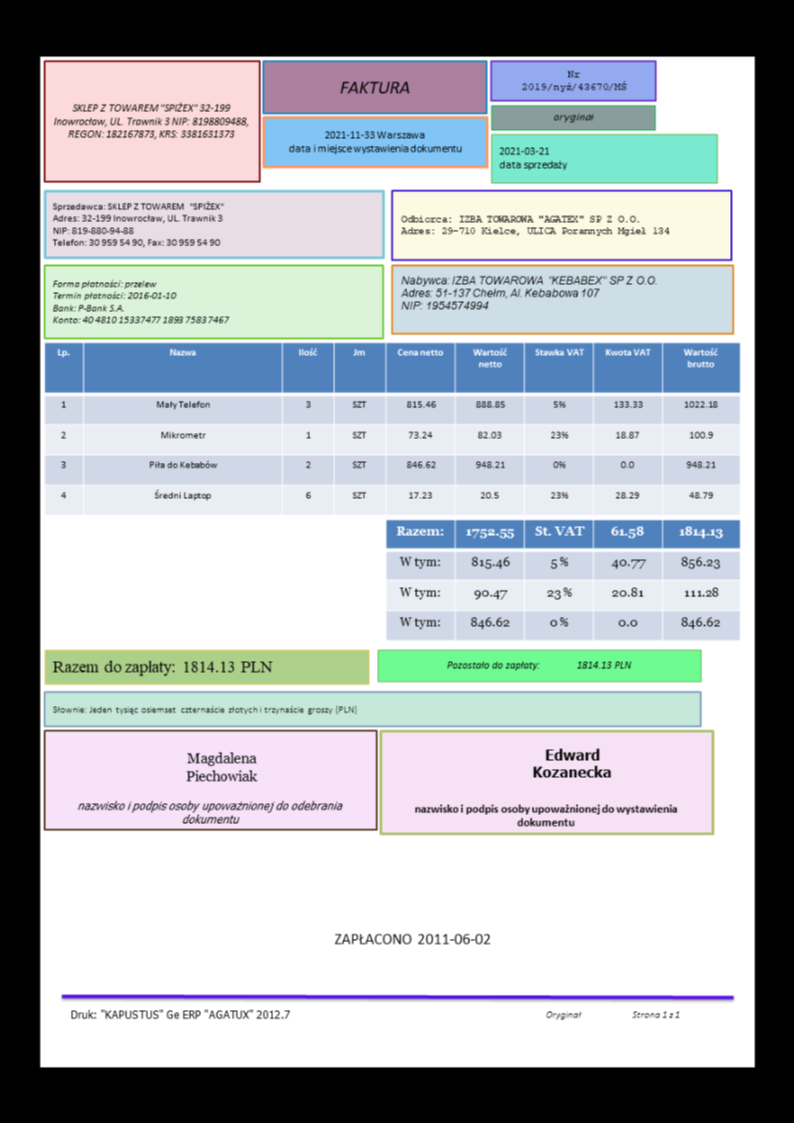 SKLEP Z TOWAREM "SPIŻEX" 32-199
Inowrocław, UL. Trawnik 3 NIP: 8198809488,
REGON: 182167873, KRS: 3381631373
FAKTURA
2021-11-33 Warszawa
data i miejsce wystawienia dokumentu
Nr
2019/nyż/43670/MŚ
oryginał
2021-03-21
data sprzedaży
Sprzedawca: SKLEP Z TOWAREM "SPIŻEX"
Adres: 32-199 Inowrocław, UL. Trawnik 3
NIP: 819-880-94-88
Telefon: 30 959 54 90, Fax: 30 959 54 90
Odbiorca: IZBA TOWAROWA "AGATEX" SP Z O.O.
Adres: 29-710 Kielce, ULICA Porannych Mgieł 134
Forma płatności: przelew
Termin płatności: 2016-01-10
Bank: P-Bank S.A.
Konto: 40 4810 15337477 1893 7583 7467
Nabywca: IZBA TOWAROWA "KEBABEX" SP Z O.O.
Adres: 51-137 Chełm, Al. Kebabowa 107
NIP: 1954574994
Lp. Nazwa Ilość Jm Cena netto Wartość netto Stawka VAT Kwota VAT Wartość brutto
1 Mały Telefon 3 SZT 815.46 888.85 5% 133.33 1022.18
2 Mikrometr 1 SZT 73.24 82.03 23% 18.87 100.9
3 Piła do Kebabów 2 SZT 846.62 948.21 0% 0.0 948.21
4 Średni Laptop 6 SZT 17.23 20.5 23% 28.29 48.79
Razem: 1752.55 St. VAT 61.58 1814.13
W tym: 815.46 5% 40.77 856.23
W tym: 90.47 23% 20.81 111.28
W tym: 846.62 0% 0.0 846.62
Razem do zapłaty: 1814.13 PLN
Pozostało do zapłaty: 1814.13 PLN
Słownie: Jeden tysiąc osiemset czternaście złotych i trzynaście groszy (PLN)
Magdalena
Piechowiak
nazwisko i podpis osoby upoważnionej do odebrania
dokumentu
Edward
Kozanecka
nazwisko i podpis osoby upoważnionej do wystawienia
dokumentu
ZAPŁACONO 2011-06-02
Druk: "KAPUSTUS" Ge ERP "AGATUX" 2012.7
Oryginał Strona 1 z 1